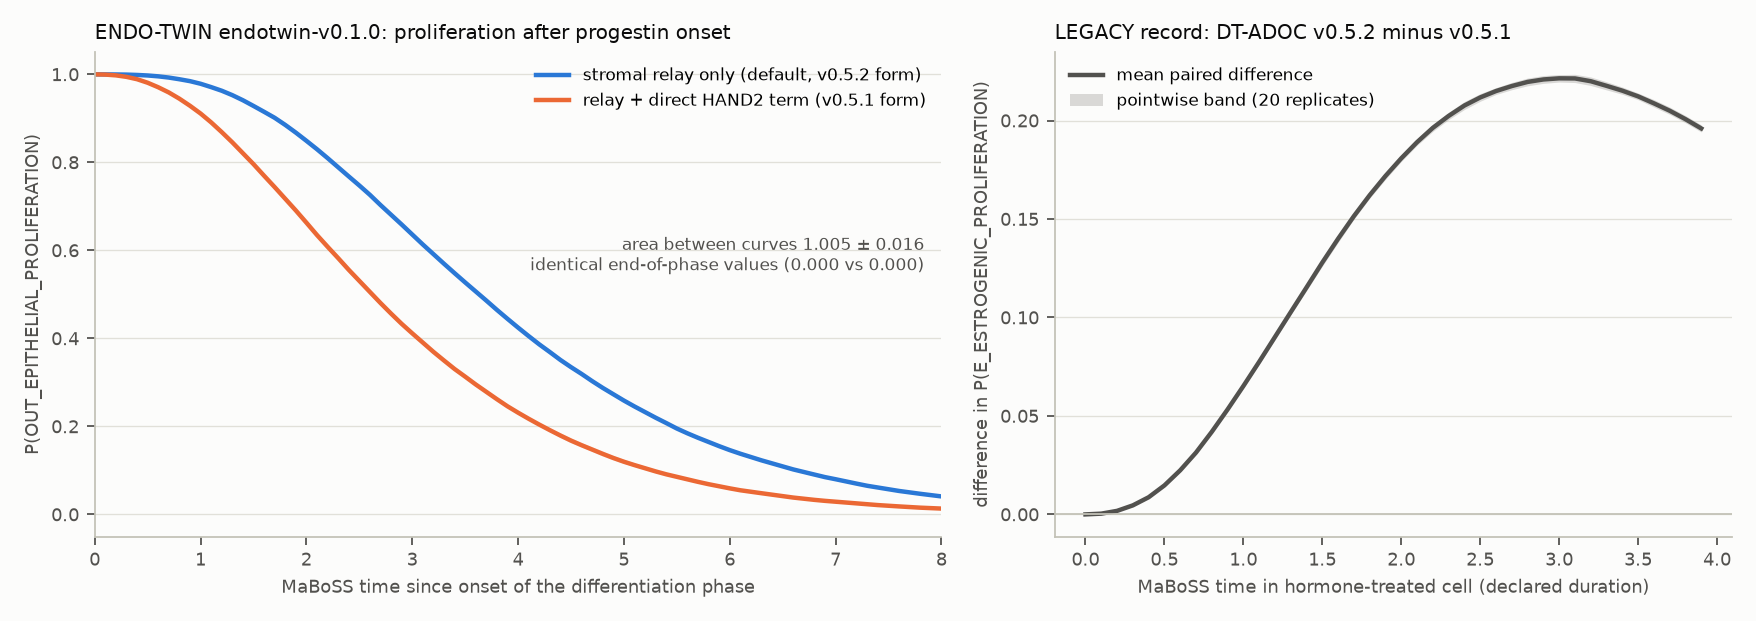 ENDO-TWIN endotwin-v0.1.0: proliferation after progestin onset
P(OUT_EPITHELIAL_PROLIFERATION)
1.0
0.8
0.6
0.4
0.2
0.0
stromal relay only (default, v0.5.2 form)
relay + direct HAND2 term (v0.5.1 form)
area between curves 1.005 ± 0.016
identical end-of-phase values (0.000 vs 0.000)
0 1 2 3 4 5 6 7 8
MaBoSS time since onset of the differentiation phase
LEGACY record: DT-ADOC v0.5.2 minus v0.5.1
difference in P(E_ESTROGENIC_PROLIFERATION)
mean paired difference
pointwise band (20 replicates)
0.20
0.15
0.10
0.05
0.00
0.0 0.5 1.0 1.5 2.0 2.5 3.0 3.5 4.0
MaBoSS time in hormone-treated cell (declared duration)